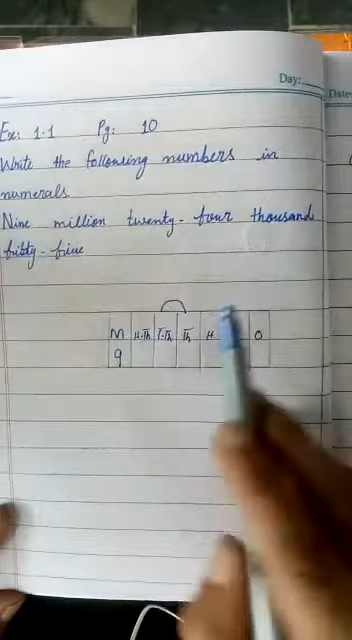 Day:
Date:
Ex: 1.1 Pg: 10
Write the following numbers in
numerals.
Nine million twenty-four thousand
fifty-five
M H.Th T.Th Th H O
9